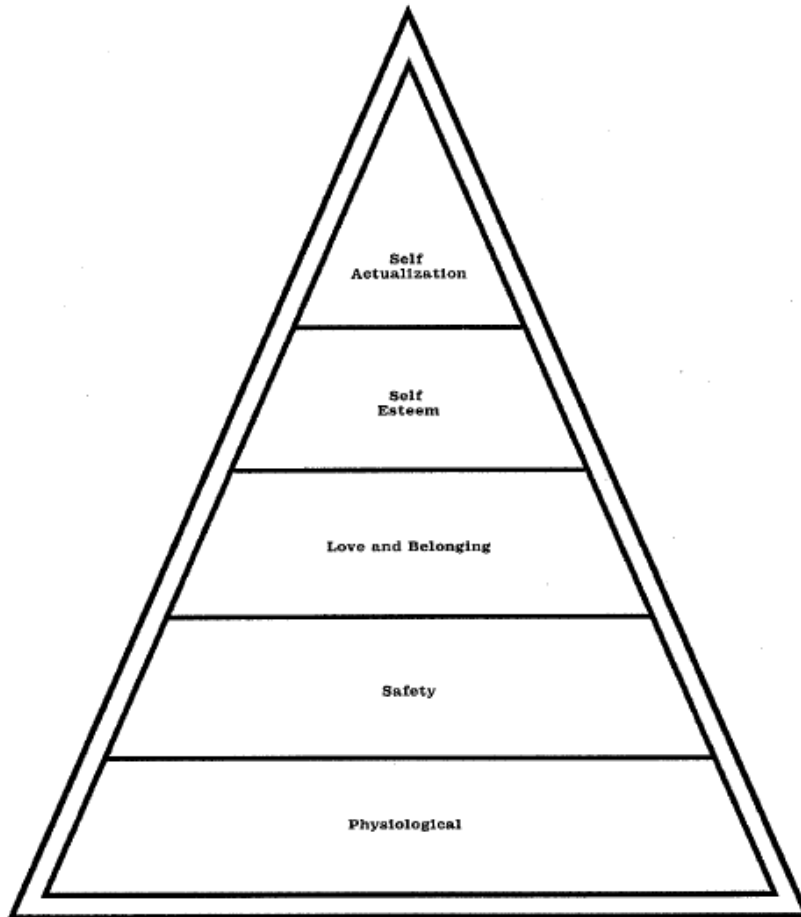 Self
Actualization
Self
Esteem
Love and Belonging
Safety
Physiological